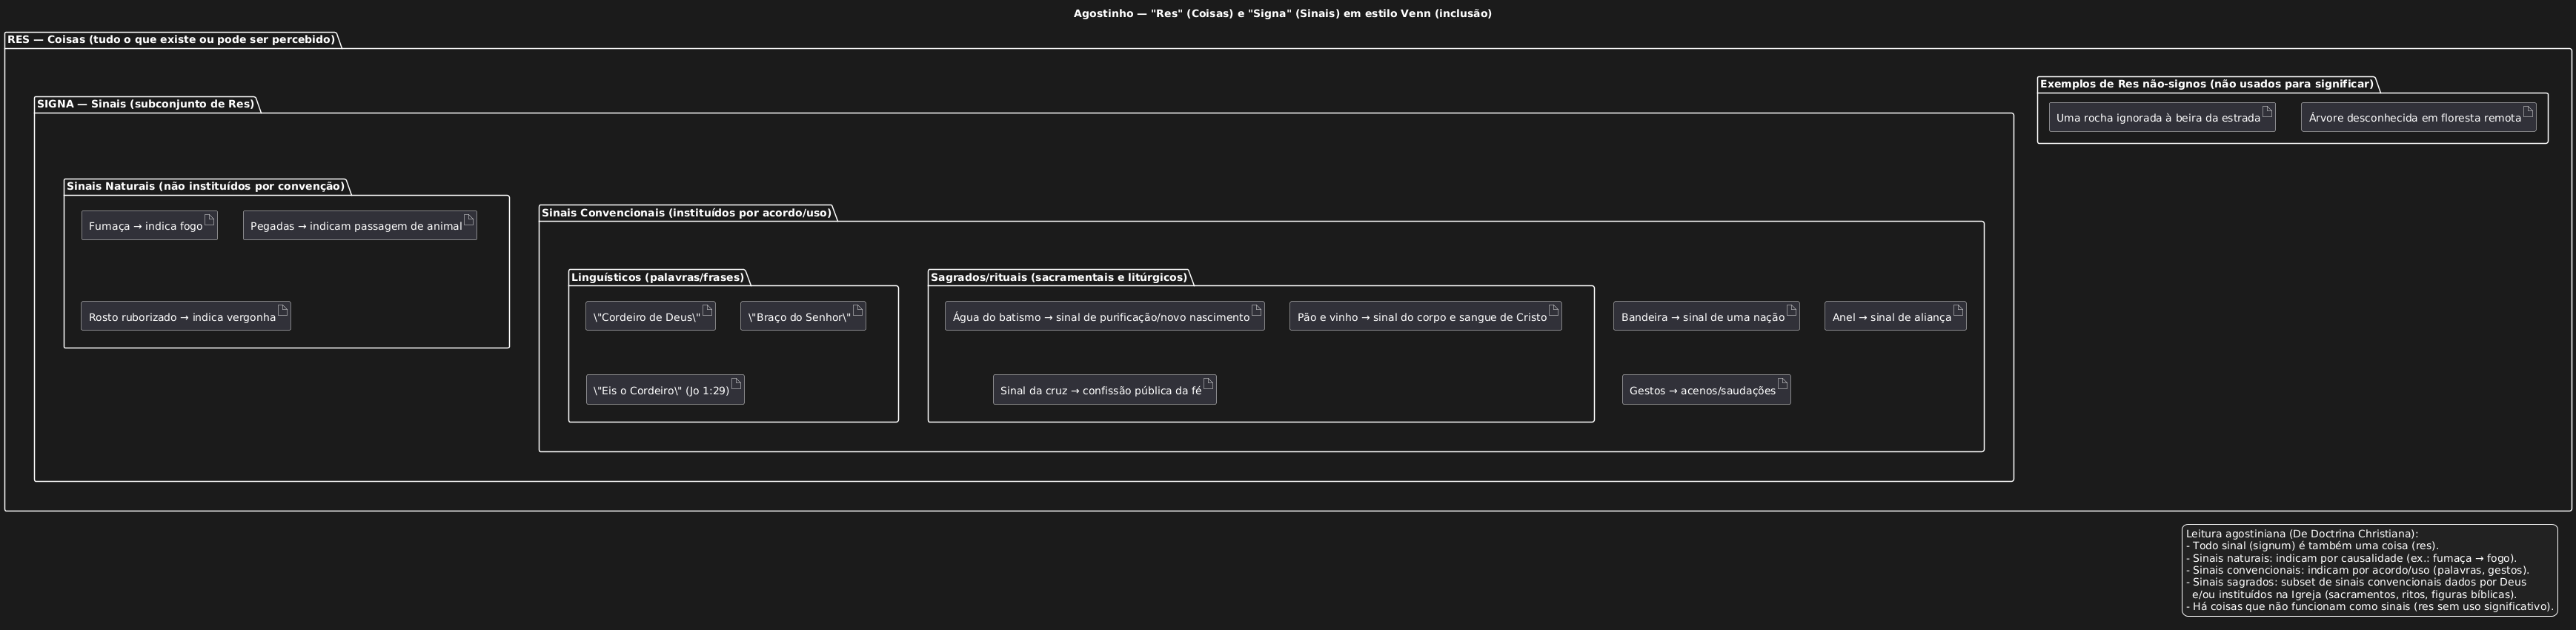 Agostinho — "Res" (Coisas) e "Signa" (Sinais) em estilo Venn (inclusão)
RES — Coisas (tudo o que existe ou pode ser percebido)
SIGNA — Sinais (subconjunto de Res)
Sinais Naturais (não instituídos por convenção)
Fumaça → indica fogo
Pegadas → indicam passagem de animal
Rosto ruborizado → indica vergonha
Sinais Convencionais (instituídos por acordo/uso)
Linguísticos (palavras/frases)
\"Cordeiro de Deus\"
\"Braço do Senhor\"
\"Eis o Cordeiro\" (Jo 1:29)
Sagrados/rituais (sacramentais e litúrgicos)
Água do batismo → sinal de purificação/novo nascimento
Pão e vinho → sinal do corpo e sangue de Cristo
Sinal da cruz → confissão pública da fé
Bandeira → sinal de uma nação
Anel → sinal de aliança
Gestos → acenos/saudações
Exemplos de Res não-signos (não usados para significar)
Uma rocha ignorada à beira da estrada
Árvore desconhecida em floresta remota
Leitura agostiniana (De Doctrina Christiana):
- Todo sinal (signum) é também uma coisa (res).
- Sinais naturais: indicam por causalidade (ex.: fumaça → fogo).
- Sinais convencionais: indicam por acordo/uso (palavras, gestos).
- Sinais sagrados: subset de sinais convencionais dados por Deus
e/ou instituídos na Igreja (sacramentos, ritos, figuras bíblicas).
- Há coisas que não funcionam como sinais (res sem uso significativo).